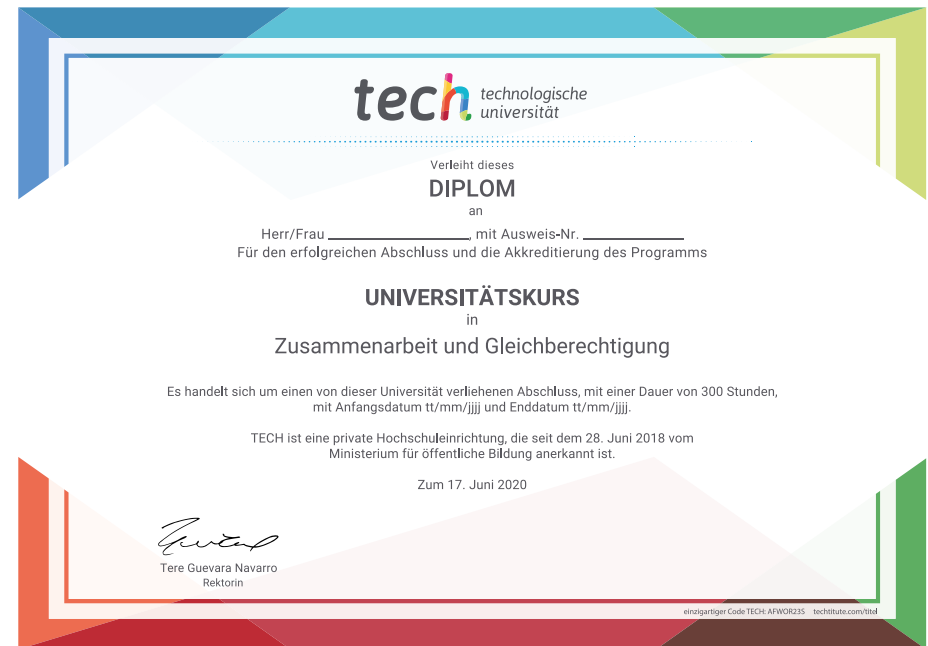 tech technologische
universität
Verleiht dieses
DIPLOM
an
Herr/Frau ____________________, mit Ausweis-Nr. ______________
Für den erfolgreichen Abschluss und die Akkreditierung des Programms
UNIVERSITÄTSKURS
in
Zusammenarbeit und Gleichberechtigung
Es handelt sich um einen von dieser Universität verliehenen Abschluss, mit einer Dauer von 300 Stunden,
mit Anfangsdatum tt/mm/jjjj und Enddatum tt/mm/jjjj.
TECH ist eine private Hochschuleinrichtung, die seit dem 28. Juni 2018 vom
Ministerium für öffentliche Bildung anerkannt ist.
Zum 17. Juni 2020
Tere Guevara Navarro
Rektorin
einzigartiger Code TECH: AFWOR23S techtitute.com/titel